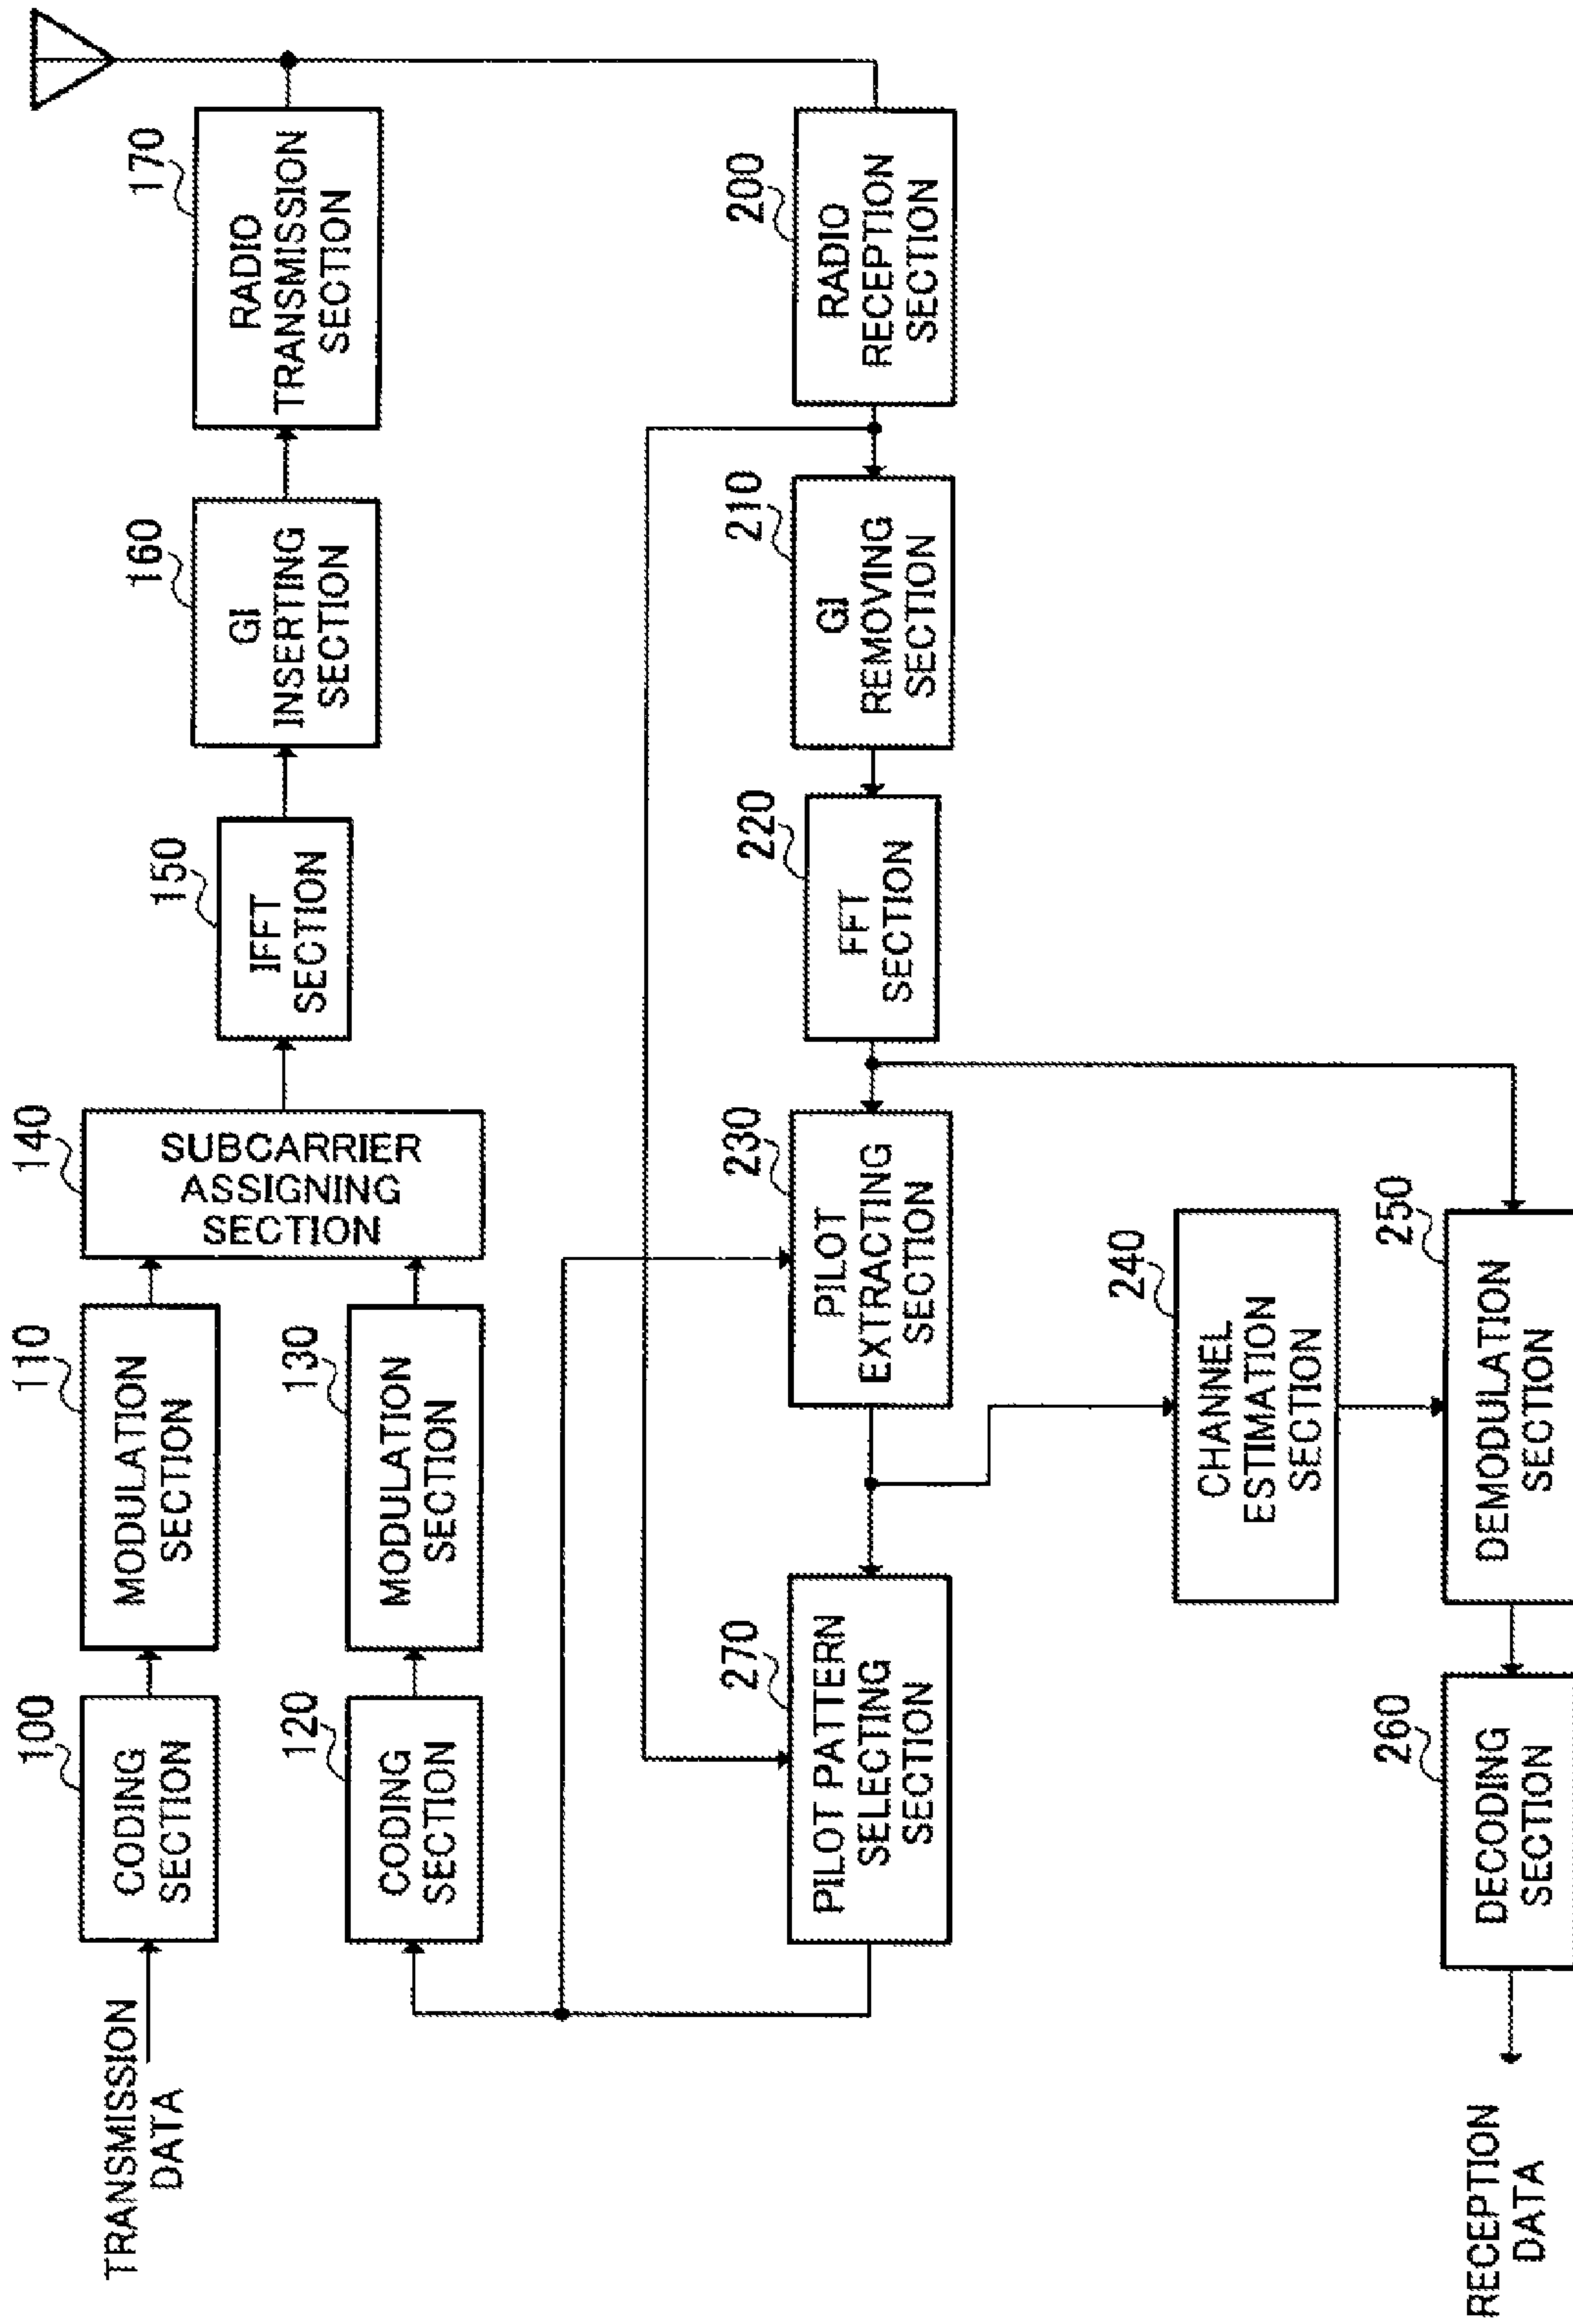 TRANSMISSION
DATA
100
CODING
SECTION
110
MODULATION
SECTION
120
CODING
SECTION
130
MODULATION
SECTION
140
SUBCARRIER
ASSIGNING
SECTION
150
IFFT
SECTION
160
GI
INSERTING
SECTION
170
RADIO
TRANSMISSION
SECTION
270
PILOT PATTERN
SELECTING
SECTION
230
PILOT
EXTRACTING
SECTION
220
FFT
SECTION
210
GI
REMOVING
SECTION
200
RADIO
RECEPTION
SECTION
240
CHANNEL
ESTIMATION
SECTION
RECEPTION
DATA
260
DECODING
SECTION
250
DEMODULATION
SECTION